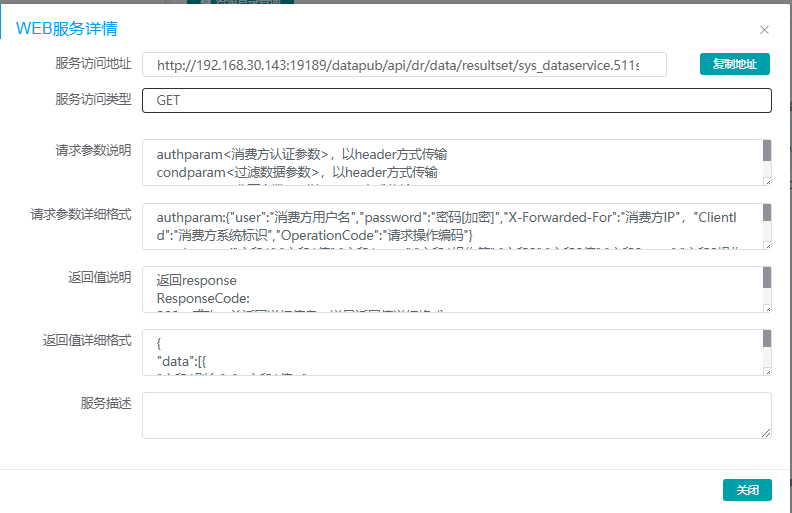 WEB服务详情
服务访问地址 http://192.168.30.143:19189/datapub/api/dr/data/resultset/sys_dataservice.511s 复制地址
服务访问类型 GET
请求参数说明 authparam<消费方认证参数>，以header方式传输
condparam<过滤数据参数>，以header方式传输
请求参数详细格式 authparam:{"user":"消费方用户名","password":"密码[加密]","X-Forwarded-For":"消费方IP"，"ClientI
d":"消费方系统标识","OperationCode":"请求操作编码"}
返回值说明 返回response
ResponseCode:
返回值详细格式 {
"data":[{
服务描述
关闭